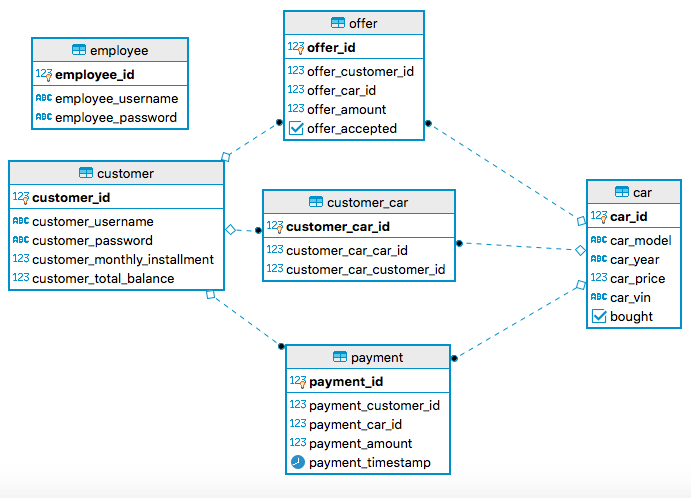 employee
123 employee_id
ABC employee_username
ABC employee_password
offer
123 offer_id
123 offer_customer_id
123 offer_car_id
123 offer_amount
offer_accepted
customer
123 customer_id
ABC customer_username
ABC customer_password
123 customer_monthly_installment
123 customer_total_balance
customer_car
123 customer_car_id
123 customer_car_car_id
123 customer_car_customer_id
car
123 car_id
ABC car_model
ABC car_year
123 car_price
ABC car_vin
bought
payment
123 payment_id
123 payment_customer_id
123 payment_car_id
123 payment_amount
payment_timestamp